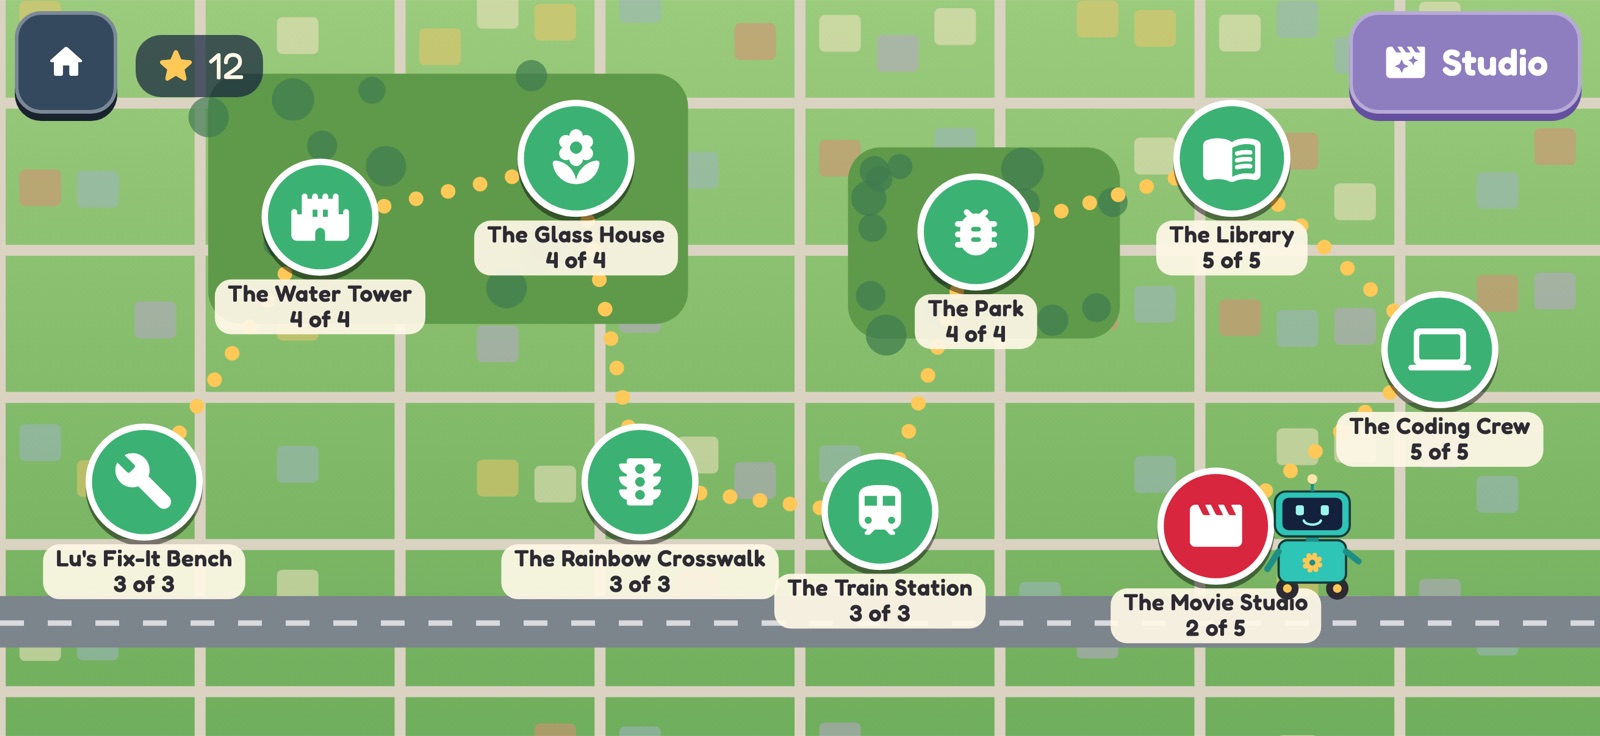 12
Studio
The Glass House
4 of 4
The Library
5 of 5
The Water Tower
4 of 4
The Park
4 of 4
The Coding Crew
5 of 5
Lu's Fix-It Bench
3 of 3
The Rainbow Crosswalk
3 of 3
The Train Station
3 of 3
The Movie Studio
2 of 5